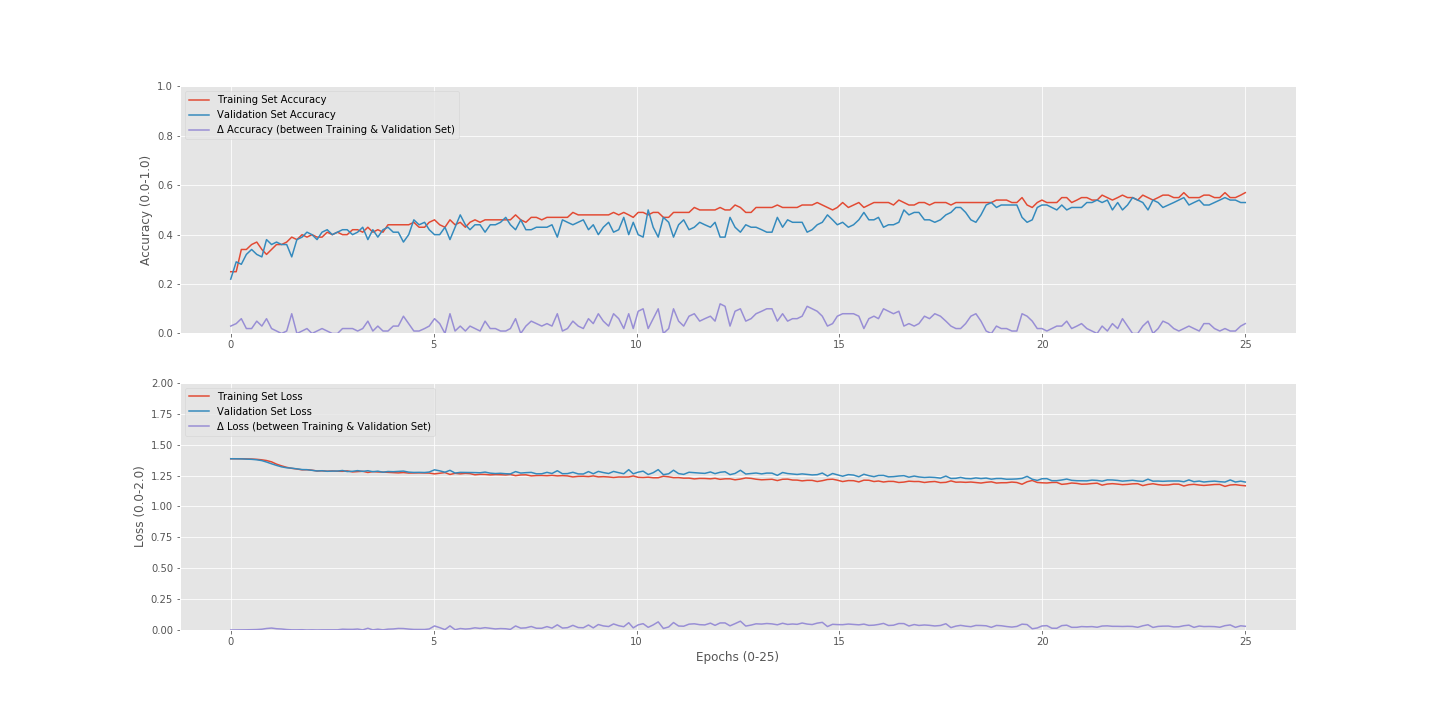 1.0
0.8
0.6
0.4
0.2
0.0
Accuracy (0.0-1.0)
Training Set Accuracy
Validation Set Accuracy
Δ Accuracy (between Training & Validation Set)
0 5 10 15 20 25
2.00
1.75
1.50
1.25
1.00
0.75
0.50
0.25
0.00
Loss (0.0-2.0)
Training Set Loss
Validation Set Loss
Δ Loss (between Training & Validation Set)
0 5 10 15 20 25
Epochs (0-25)